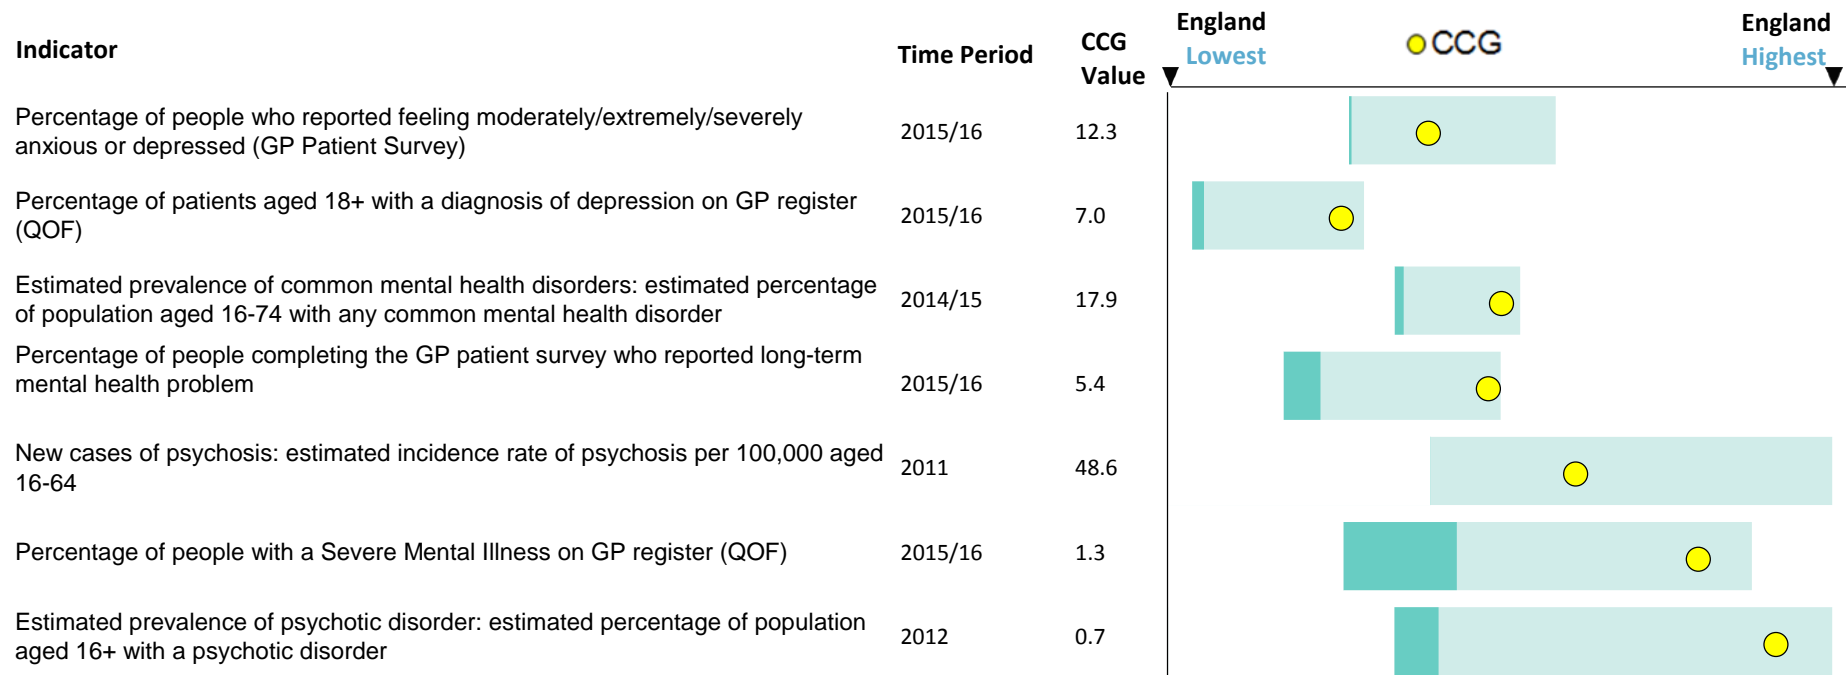 Indicator
Time Period
CCG
Value
England
Lowest
CCG
England
Highest
Percentage of people who reported feeling moderately/extremely/severely
anxious or depressed (GP Patient Survey)
2015/16
12.3
Percentage of patients aged 18+ with a diagnosis of depression on GP register
(QOF)
2015/16
7.0
Estimated prevalence of common mental health disorders: estimated percentage
of population aged 16-74 with any common mental health disorder
2014/15
17.9
Percentage of people completing the GP patient survey who reported long-term
mental health problem
2015/16
5.4
New cases of psychosis: estimated incidence rate of psychosis per 100,000 aged
16-64
2011
48.6
Percentage of people with a Severe Mental Illness on GP register (QOF)
2015/16
1.3
Estimated prevalence of psychotic disorder: estimated percentage of population
aged 16+ with a psychotic disorder
2012
0.7